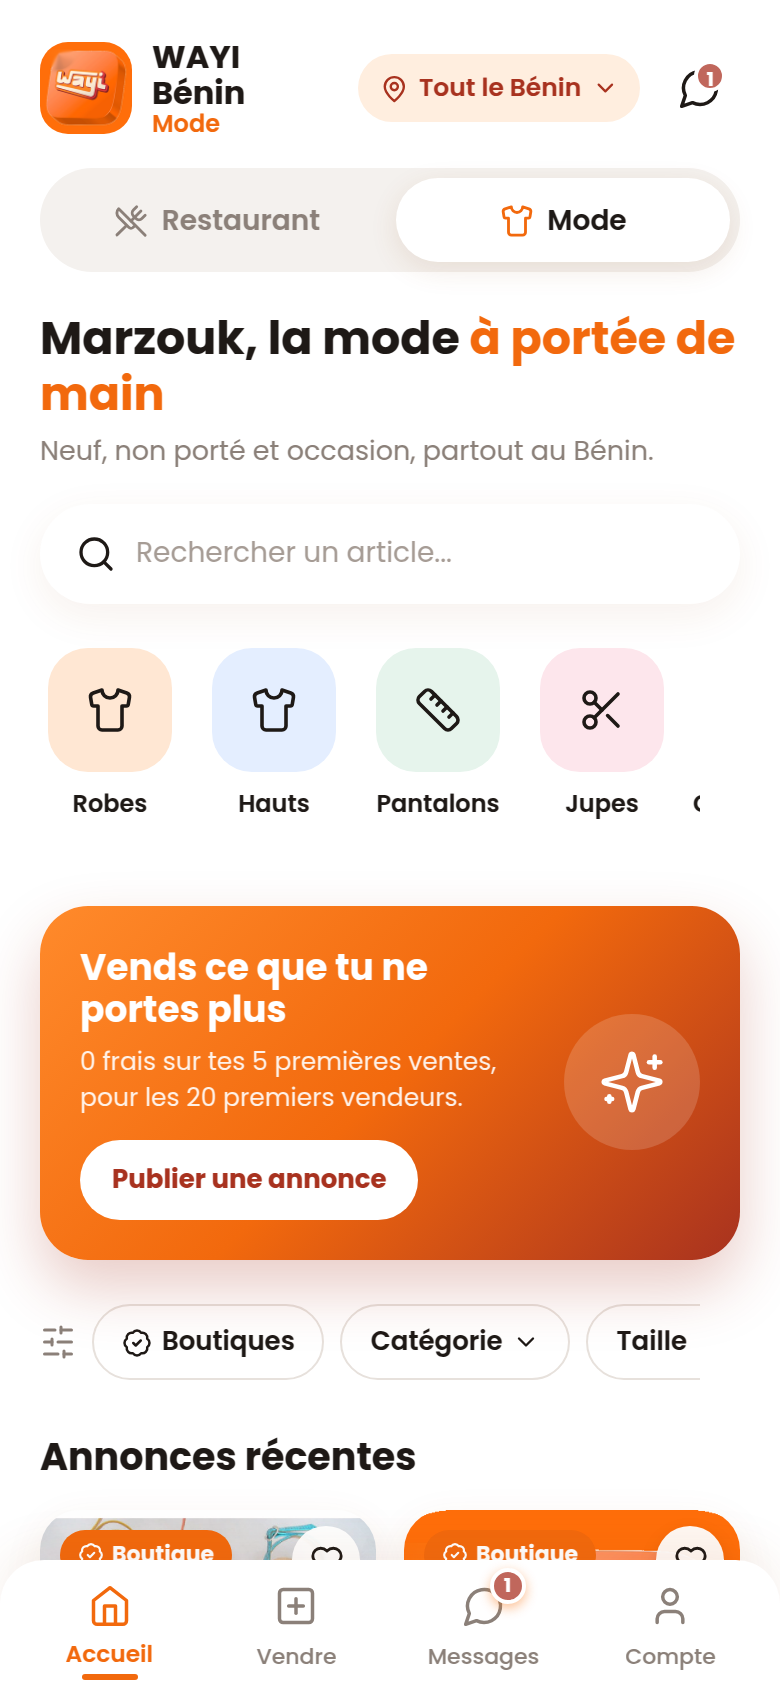 wayi
WAYI
Bénin
Mode
Tout le Bénin
1
Restaurant
Mode
Marzouk, la mode à portée de
main
Neuf, non porté et occasion, partout au Bénin.
Rechercher un article...
Robes
Hauts
Pantalons
Jupes
Vends ce que tu ne
portes plus
0 frais sur tes 5 premières ventes,
pour les 20 premiers vendeurs.
Publier une annonce
Boutiques
Catégorie
Taille
Annonces récentes
Boutique
Boutique
1
Accueil
Vendre
Messages
Compte